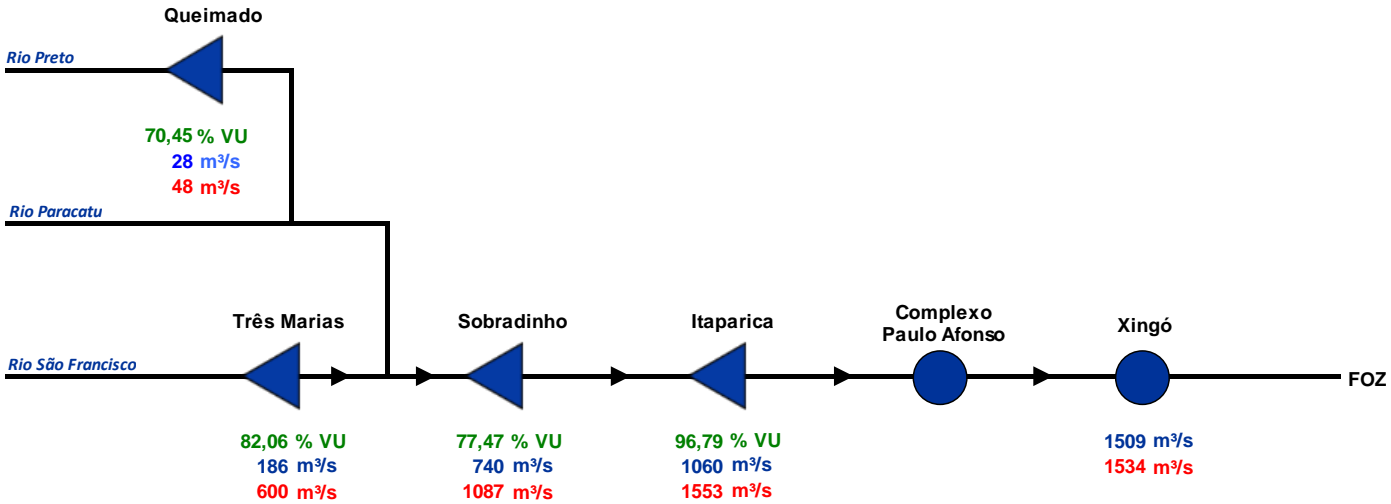 Queimado
Rio Preto
70,45 % VU
28 m³/s
48 m³/s
Rio Paracatu
Três Marias
Sobradinho
Itaparica
Complexo
Paulo Afonso
Xingó
Rio São Francisco
FOZ
82,06 % VU
186 m³/s
600 m³/s
77,47 % VU
740 m³/s
1087 m³/s
96,79 % VU
1060 m³/s
1553 m³/s
1509 m³/s
1534 m³/s